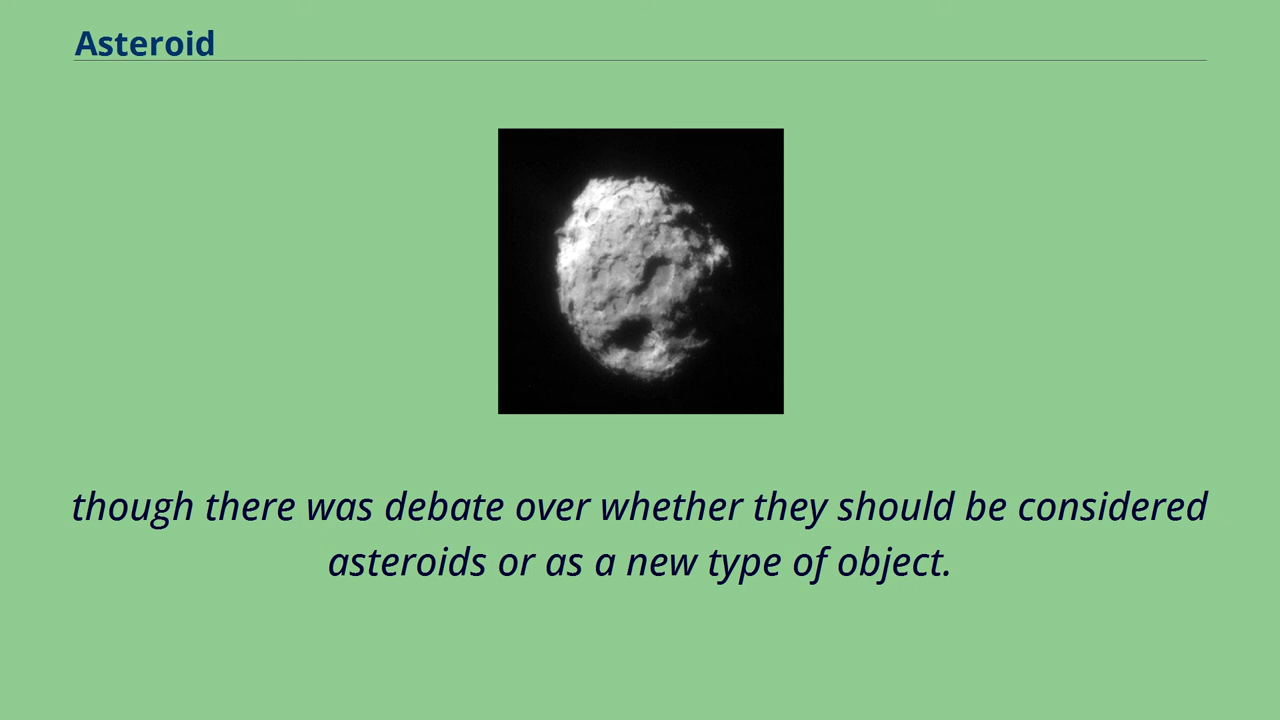 Asteroid
though there was debate over whether they should be considered
asteroids or as a new type of object.